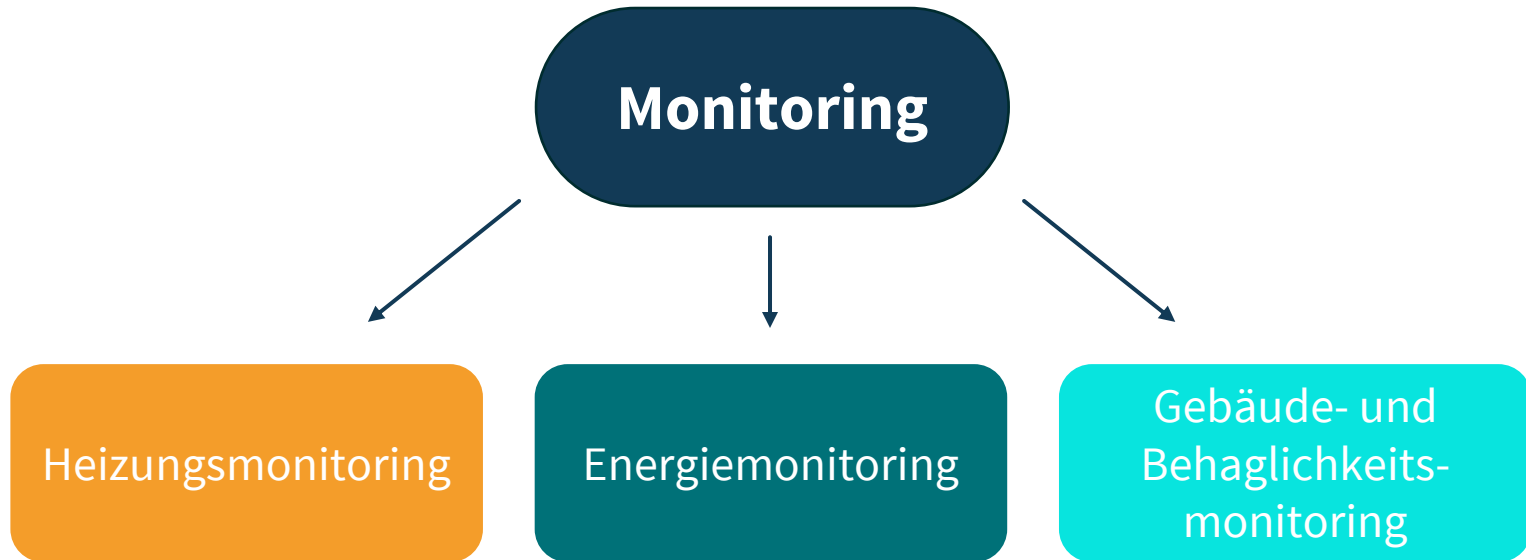 Monitoring
Heizungsmonitoring
Energiemonitoring
Gebäude- und
Behaglichkeits-
monitoring